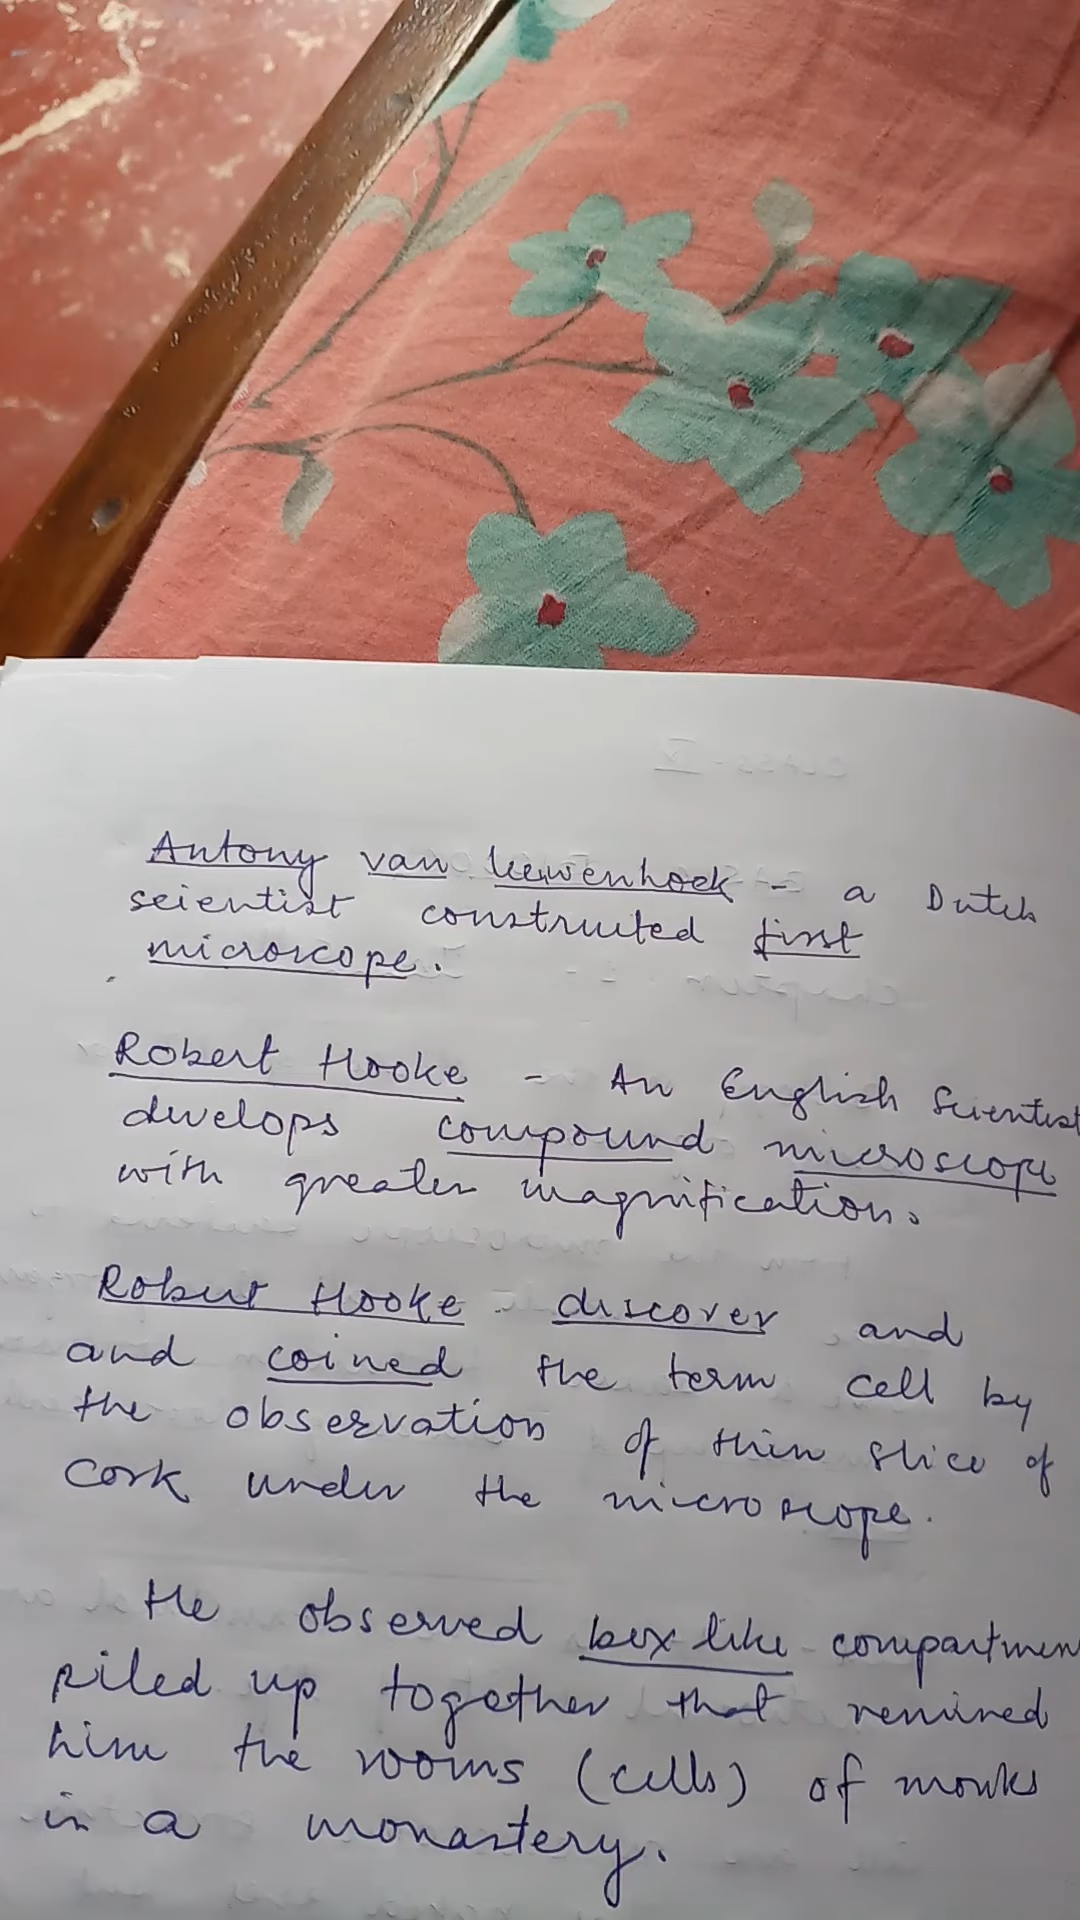 Antony van Lewenhoek - a Dutch
scientist constructed first
microscope.
Robert Hooke - An English Scientist
develops compound microscope
with greater magnification.
Robert Hooke - discover and
and coined the term cell by
the observation of thin slice of
cork under the microscope.
He observed box like compartmen
piled up together that remined
him the rooms (cells) of monks
in a monastery.